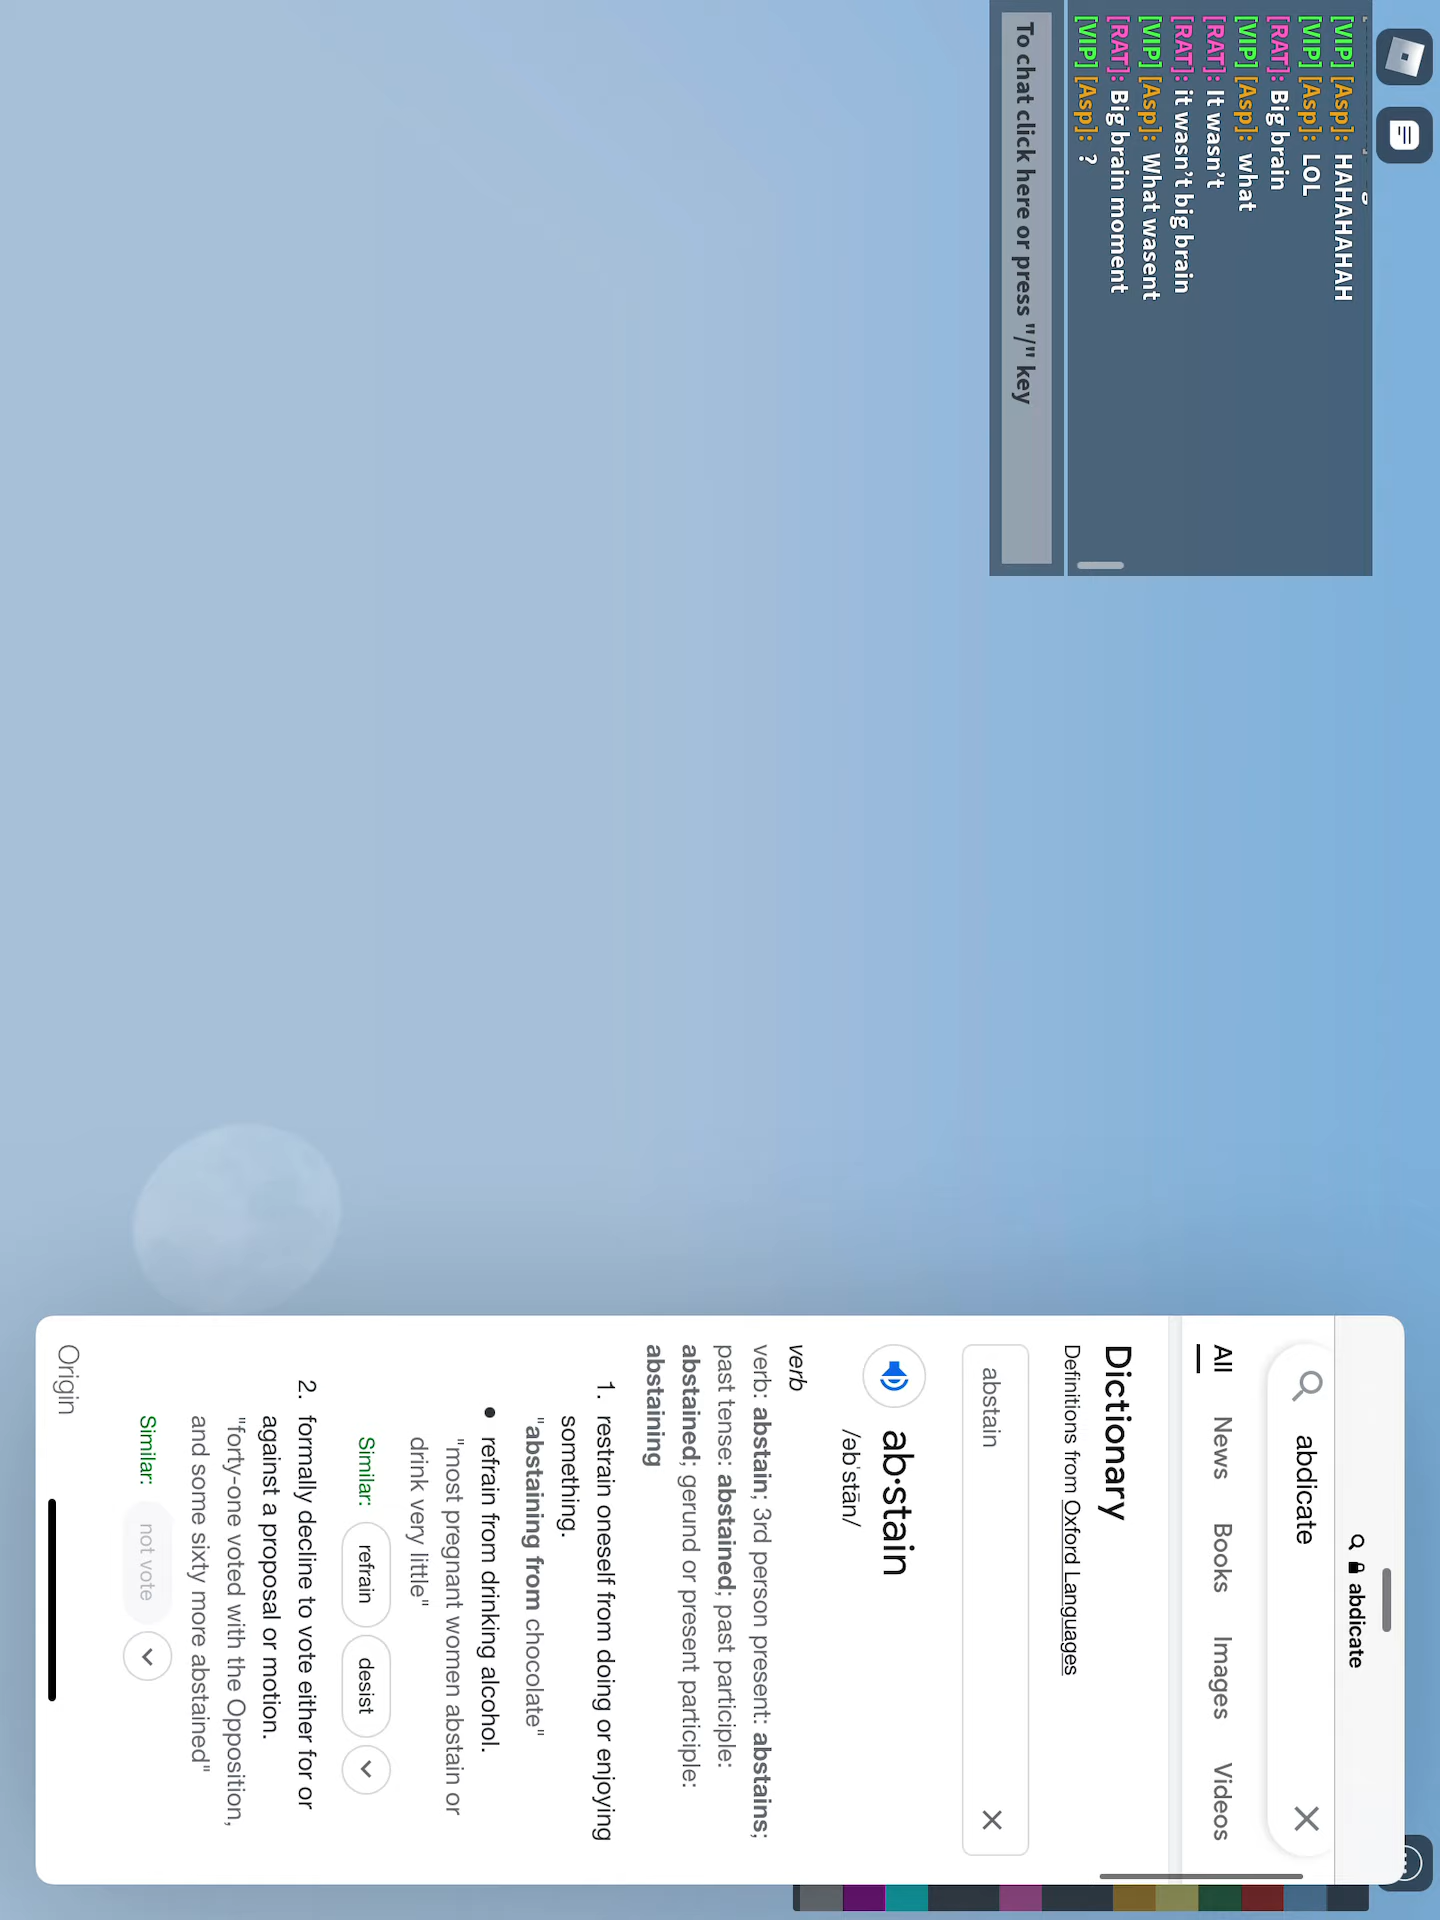 [VIP] [Asp]: HAHAHAHAH
[VIP] [Asp]: LOL
[RAT]: Big brain
[VIP] [Asp]: what
[RAT]: It wasn't
[RAT]: it wasn't big brain
[VIP] [Asp]: What wasent
[RAT]: Big brain moment
[VIP] [Asp]: ?
To chat click here or press "/" key
abdicate
abdicate
All News Books Images Videos
Dictionary
Definitions from Oxford Languages
abstain
ab·stain
/əbˈstān/
verb
verb: abstain; 3rd person present: abstains;
past tense: abstained; past participle:
abstained; gerund or present participle:
abstaining
1. restrain oneself from doing or enjoying
something.
"abstaining from chocolate"
• refrain from drinking alcohol.
"most pregnant women abstain or
drink very little"
Similar: refrain desist
2. formally decline to vote either for or
against a proposal or motion.
"forty-one voted with the Opposition,
and some sixty more abstained"
Similar: not vote
Origin